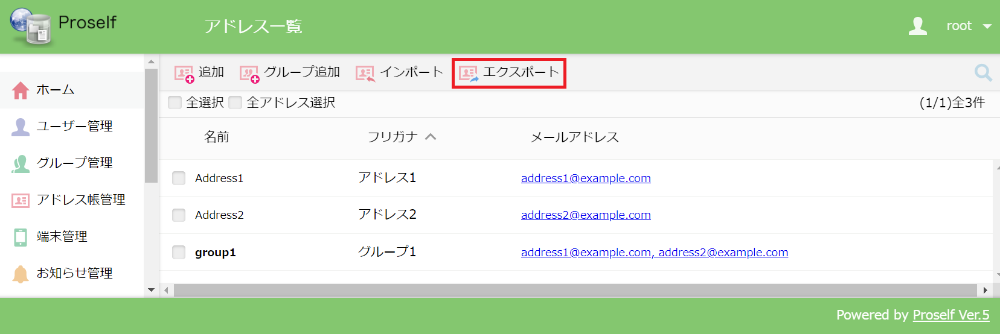 Proself アドレス一覧 root
追加 グループ追加 インポート エクスポート
全選択 全アドレス選択 (1/1)全3件
ホーム
ユーザー管理
グループ管理
アドレス帳管理
端末管理
お知らせ管理
名前 フリガナ メールアドレス
Address1 アドレス1 address1@example.com
Address2 アドレス2 address2@example.com
group1 グループ1 address1@example.com, address2@example.com
Powered by Proself Ver.5